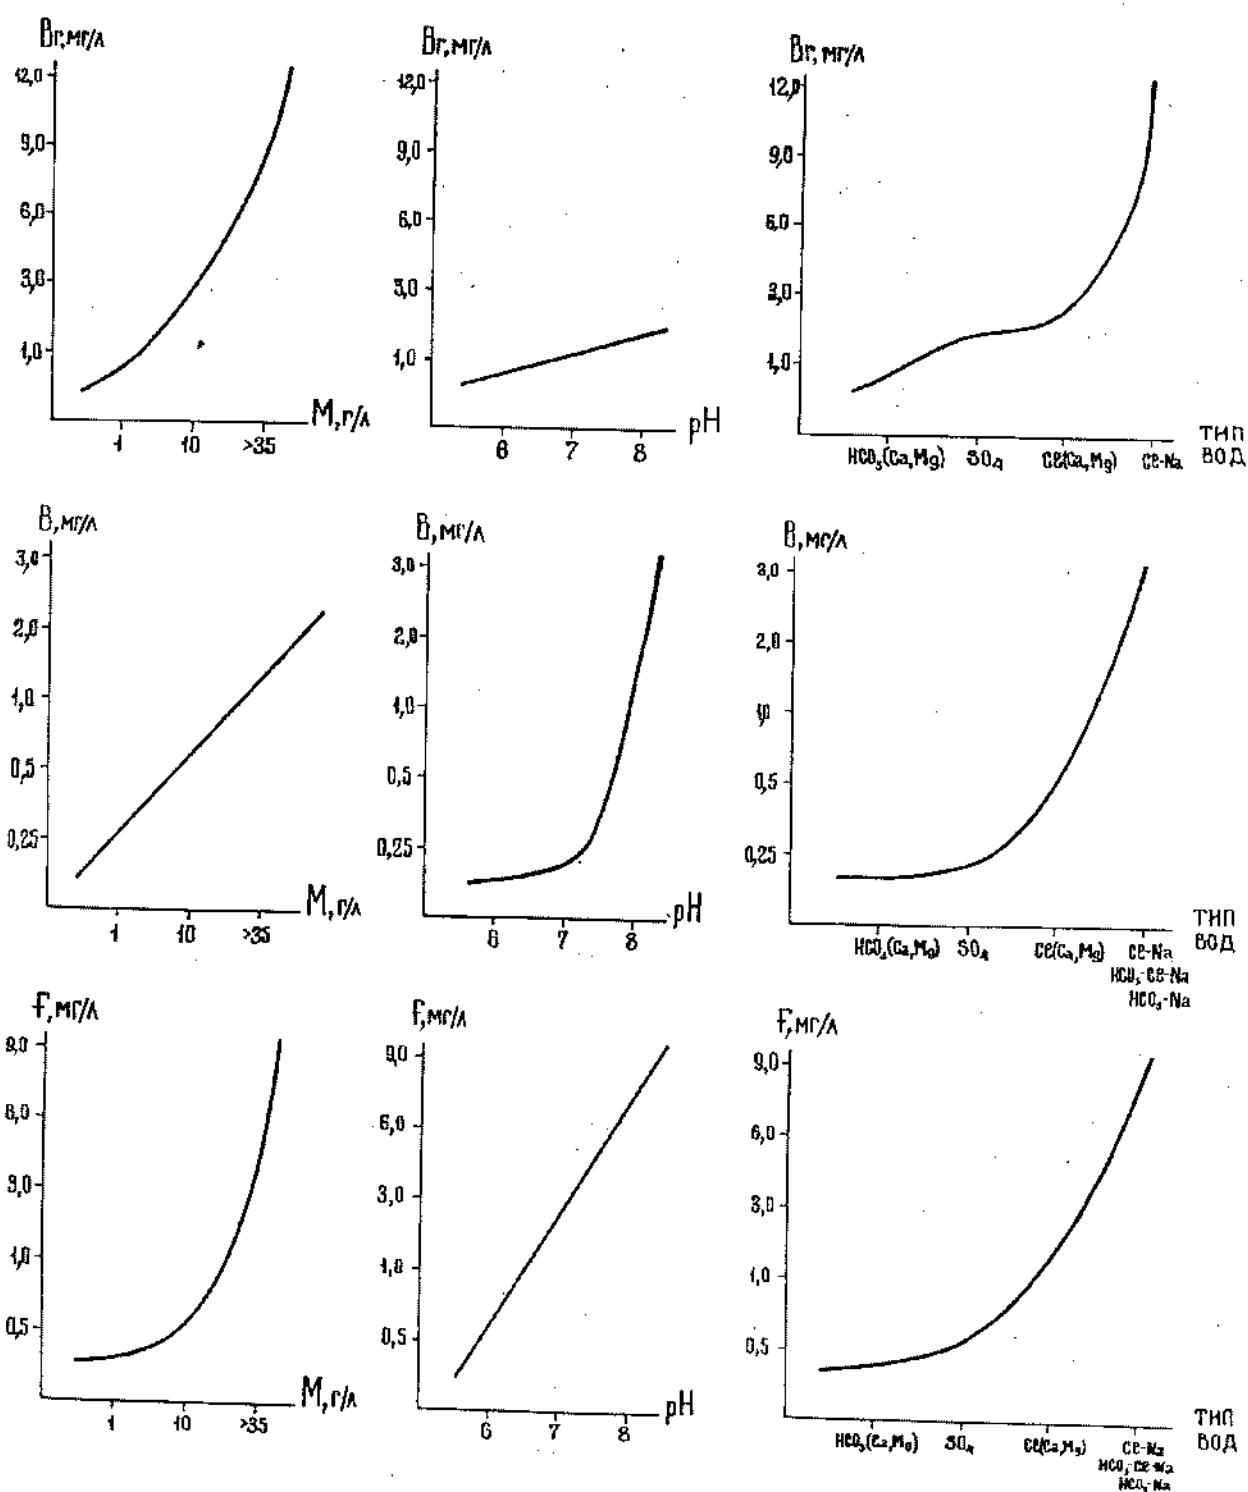 Br, мг/л
12,0
9,0
6,0
3,0
1,0
1
10
>35
М, г/л
Br, мг/л
12,0
9,0
6,0
3,0
1,0
6
7
8
pH
Br, мг/л
12,0
9,0
6,0
3,0
1,0
HCO₃(Ca,Mg)
SO₄
Cl(Ca,Mg)
Cl-Na
ТИП
ВОД
B, мг/л
3,0
2,0
1,0
0,5
0,25
1
10
>35
М, г/л
B, мг/л
3,0
2,0
1,0
0,5
0,25
6
7
8
pH
B, мг/л
3,0
2,0
1,0
0,5
0,25
HCO₃(Ca,Mg)
SO₄
Cl(Ca,Mg)
Cl-Na
HCO₃-Cl-Na
HCO₃-Na
ТИП
ВОД
F, мг/л
9,0
6,0
3,0
1,0
0,5
1
10
>35
М, г/л
F, мг/л
9,0
6,0
3,0
1,0
0,5
6
7
8
pH
F, мг/л
9,0
6,0
3,0
1,0
0,5
HCO₃(Ca,Mg)
SO₄
Cl(Ca,Mg)
Cl-Na
HCO₃-Cl-Na
HCO₃-Na
ТИП
ВОД